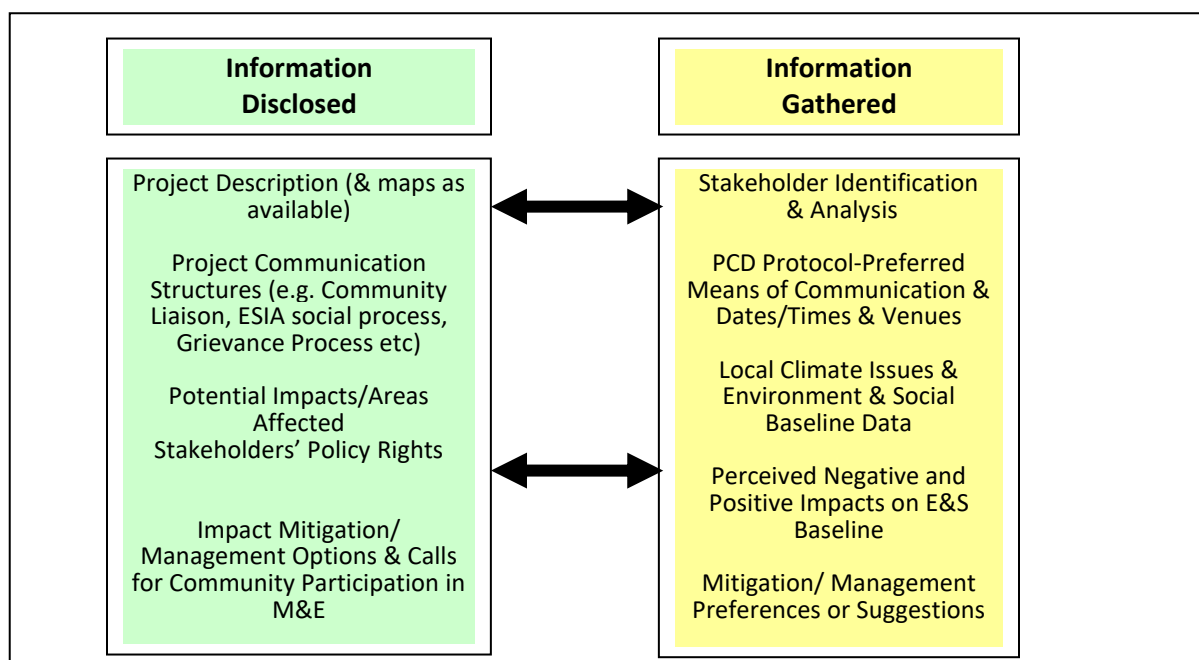 Information
Disclosed
Project Description (& maps as
available)
Project Communication
Structures (e.g. Community
Liaison, ESIA social process,
Grievance Process etc)
Potential Impacts/Areas
Affected
Stakeholders’ Policy Rights
Impact Mitigation/
Management Options & Calls
for Community Participation in
M&E
Information
Gathered
Stakeholder Identification
& Analysis
PCD Protocol-Preferred
Means of Communication &
Dates/Times & Venues
Local Climate Issues &
Environment & Social
Baseline Data
Perceived Negative and
Positive Impacts on E&S
Baseline
Mitigation/ Management
Preferences or Suggestions